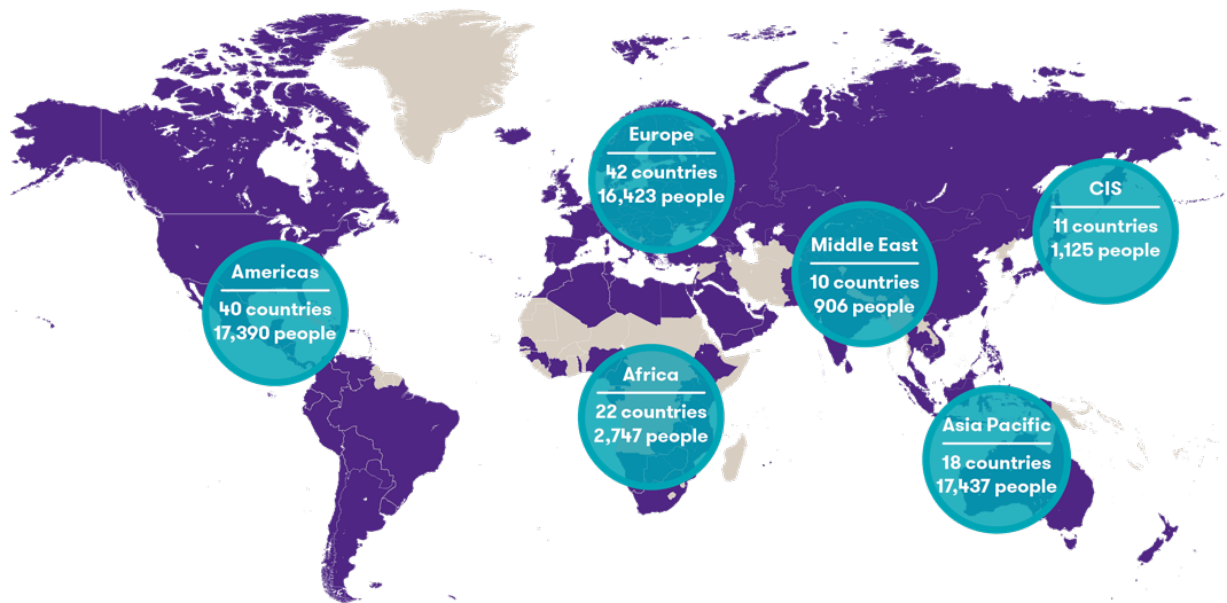 Europe
42 countries
16,423 people
CIS
11 countries
1,125 people
Middle East
10 countries
906 people
Americas
40 countries
17,390 people
Africa
22 countries
2,747 people
Asia Pacific
18 countries
17,437 people